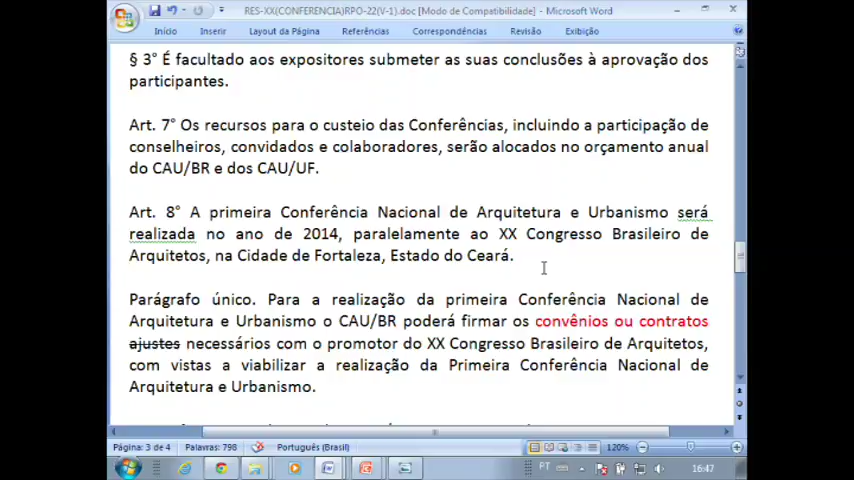 RES-XX(CONFERENCIA)RPO-22(V-1).doc [Modo de Compatibilidade] - Microsoft Word
Início Inserir Layout da Página Referências Correspondências Revisão Exibição
§ 3° É facultado aos expositores submeter as suas conclusões à aprovação dos
participantes.
Art. 7° Os recursos para o custeio das Conferências, incluindo a participação de
conselheiros, convidados e colaboradores, serão alocados no orçamento anual
do CAU/BR e dos CAU/UF.
Art. 8° A primeira Conferência Nacional de Arquitetura e Urbanismo será
realizada no ano de 2014, paralelamente ao XX Congresso Brasileiro de
Arquitetos, na Cidade de Fortaleza, Estado do Ceará.
Parágrafo único. Para a realização da primeira Conferência Nacional de
Arquitetura e Urbanismo o CAU/BR poderá firmar os convênios ou contratos
ajustes necessários com o promotor do XX Congresso Brasileiro de Arquitetos,
com vistas a viabilizar a realização da Primeira Conferência Nacional de
Arquitetura e Urbanismo.
Página: 3 de 4 Palavras: 798 Português (Brasil) 120%
PT 16:47